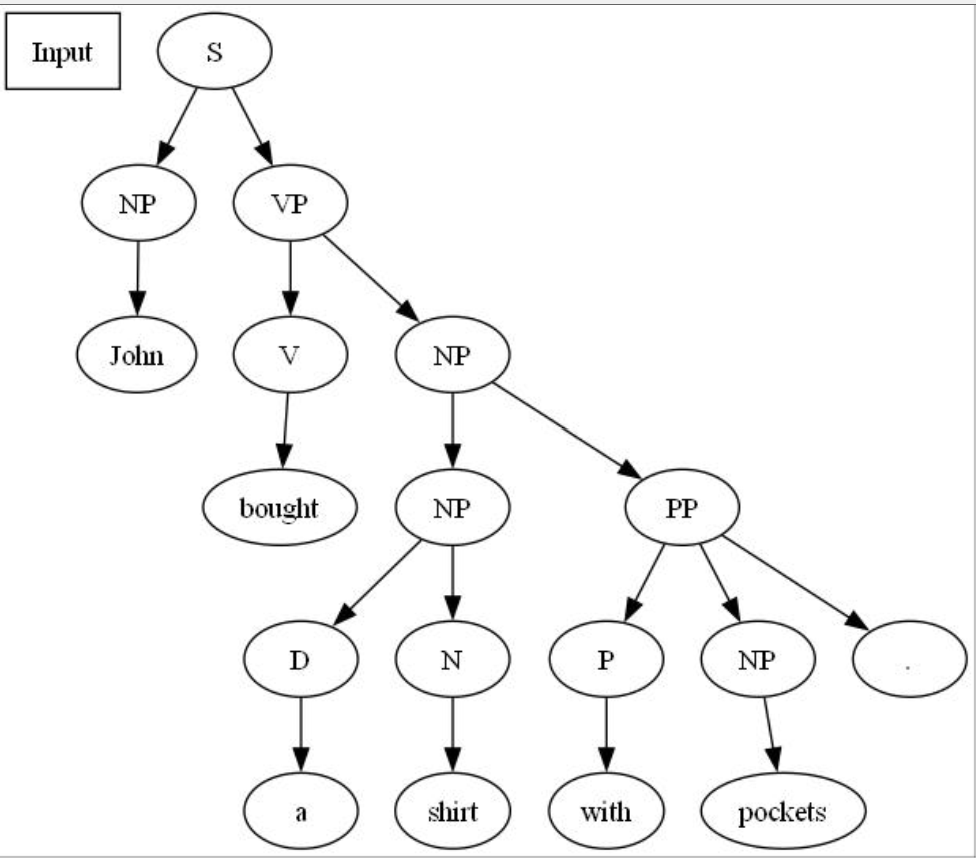 Input S
NP VP
John V NP
bought NP PP
D N P NP .
a shirt with pockets